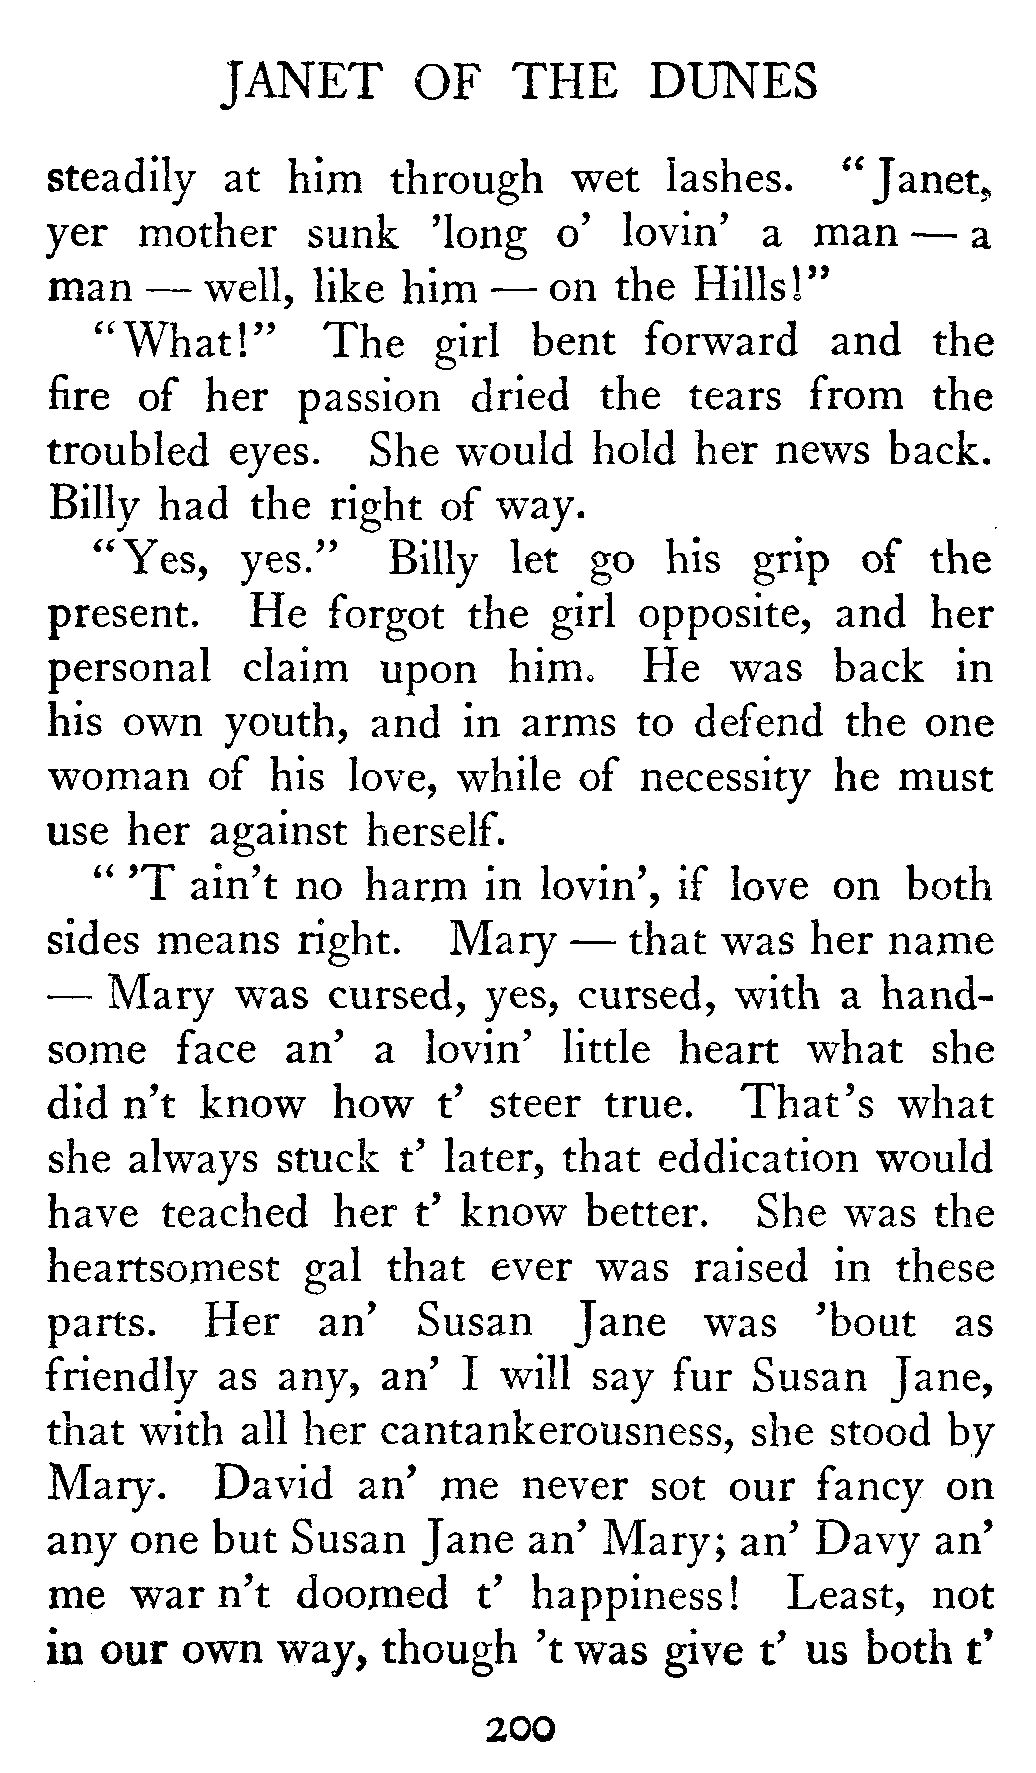 JANET OF THE DUNES
steadily at him through wet lashes. “Janet,
yer mother sunk ’long o’ lovin’ a man — a
man — well, like him — on the Hills!”
“What!” The girl bent forward and the
fire of her passion dried the tears from the
troubled eyes. She would hold her news back.
Billy had the right of way.
“Yes, yes.” Billy let go his grip of the
present. He forgot the girl opposite, and her
personal claim upon him. He was back in
his own youth, and in arms to defend the one
woman of his love, while of necessity he must
use her against herself.
“ ’T ain’t no harm in lovin’, if love on both
sides means right. Mary — that was her name
— Mary was cursed, yes, cursed, with a hand-
some face an’ a lovin’ little heart what she
did n’t know how t’ steer true. That’s what
she always stuck t’ later, that eddication would
have teached her t’ know better. She was the
heartsomest gal that ever was raised in these
parts. Her an’ Susan Jane was ’bout as
friendly as any, an’ I will say fur Susan Jane,
that with all her cantankerousness, she stood by
Mary. David an’ me never sot our fancy on
any one but Susan Jane an’ Mary; an’ Davy an’
me war n’t doomed t’ happiness! Least, not
in our own way, though ’t was give t’ us both t’
200